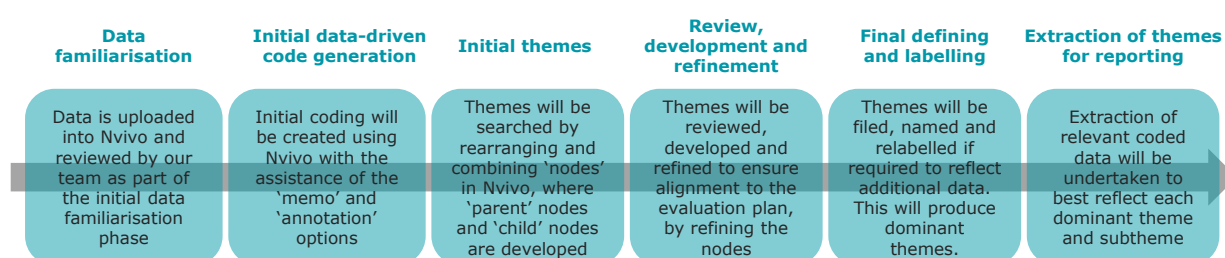 Data
familiarisation
Initial data-driven
code generation
Initial themes
Review,
development and
refinement
Final defining
and labelling
Extraction of themes
for reporting
Data is uploaded
into Nvivo and
reviewed by our
team as part of
the initial data
familiarisation
phase
Initial coding will
be created using
Nvivo with the
assistance of the
‘memo’ and
‘annotation’
options
Themes will be
searched by
rearranging and
combining ‘nodes’
in Nvivo, where
‘parent’ nodes
and ‘child’ nodes
are developed
Themes will be
reviewed,
developed and
refined to ensure
alignment to the
evaluation plan,
by refining the
nodes
Themes will be
filed, named and
relabelled if
required to reflect
additional data.
This will produce
dominant
themes.
Extraction of
relevant coded
data will be
undertaken to
best reflect each
dominant theme
and subtheme